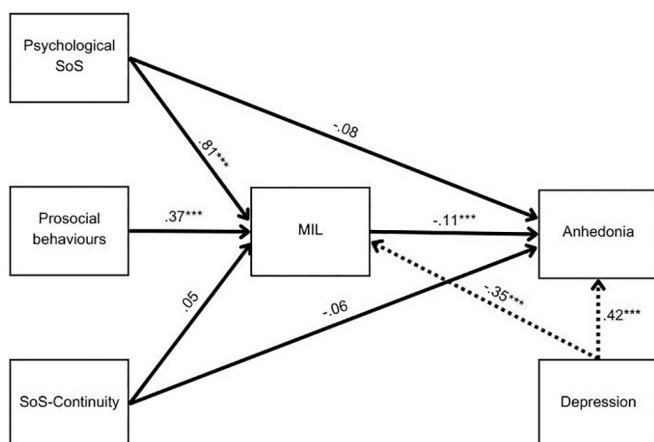 Psychological
SoS
-.08
.81***
Prosocial
behaviours
.37***
MIL
-.11***
Anhedonia
.05
-.06
-.35***
.42***
SoS-Continuity
Depression